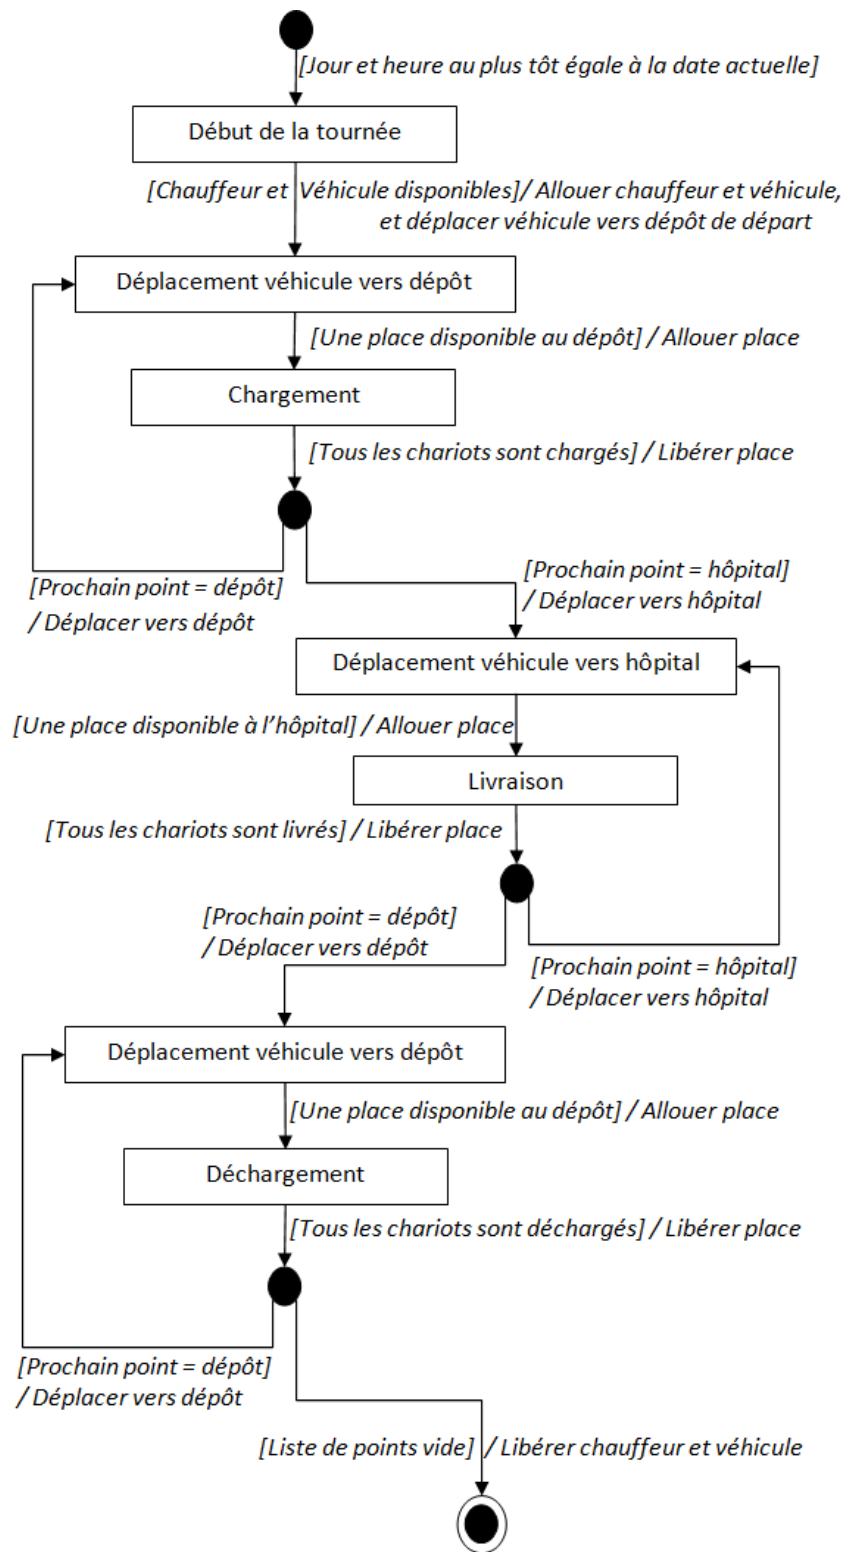 [Jour et heure au plus tôt égale à la date actuelle]
Début de la tournée
[Chauffeur et Véhicule disponibles]/ Allouer chauffeur et véhicule,
et déplacer véhicule vers dépôt de départ
Déplacement véhicule vers dépôt
[Une place disponible au dépôt] / Allouer place
Chargement
[Tous les chariots sont chargés] / Libérer place
[Prochain point = dépôt]
/ Déplacer vers dépôt
[Prochain point = hôpital]
/ Déplacer vers hôpital
Déplacement véhicule vers hôpital
[Une place disponible à l’hôpital] / Allouer place
Livraison
[Tous les chariots sont livrés] / Libérer place
[Prochain point = dépôt]
/ Déplacer vers dépôt
[Prochain point = hôpital]
/ Déplacer vers hôpital
Déplacement véhicule vers dépôt
[Une place disponible au dépôt] / Allouer place
Déchargement
[Tous les chariots sont déchargés] / Libérer place
[Prochain point = dépôt]
/ Déplacer vers dépôt
[Liste de points vide] / Libérer chauffeur et véhicule